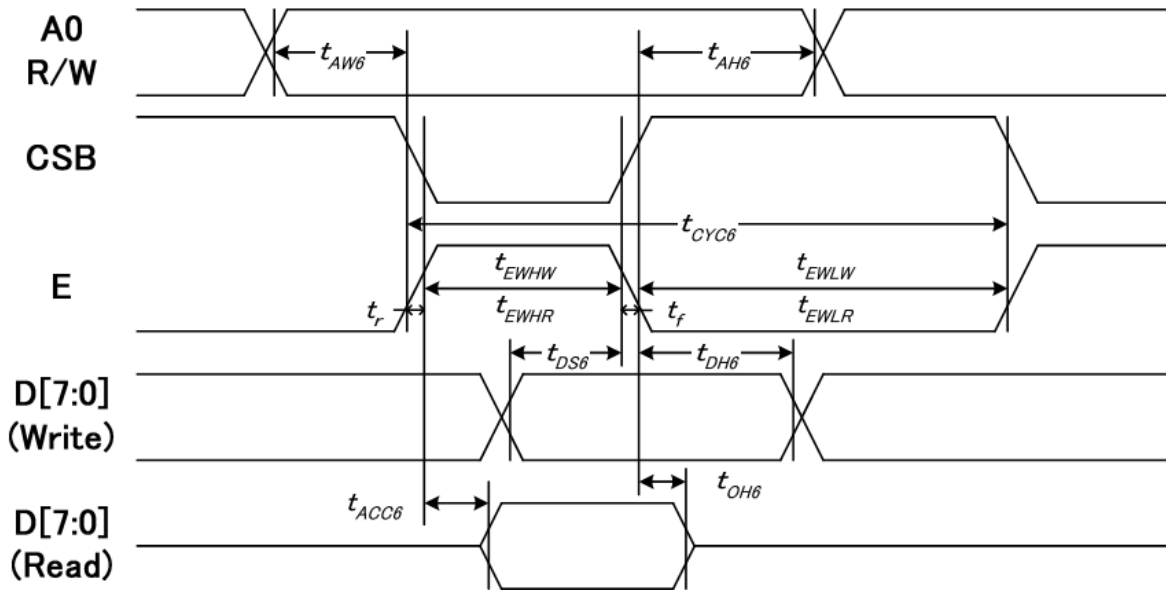 A0
R/W
t_AW6
t_AH6
CSB
t_CYC6
E
t_EWHW
t_EWLW
t_r
t_EWHR
t_f
t_EWLR
t_DS6
t_DH6
D[7:0]
(Write)
t_OH6
t_ACC6
D[7:0]
(Read)